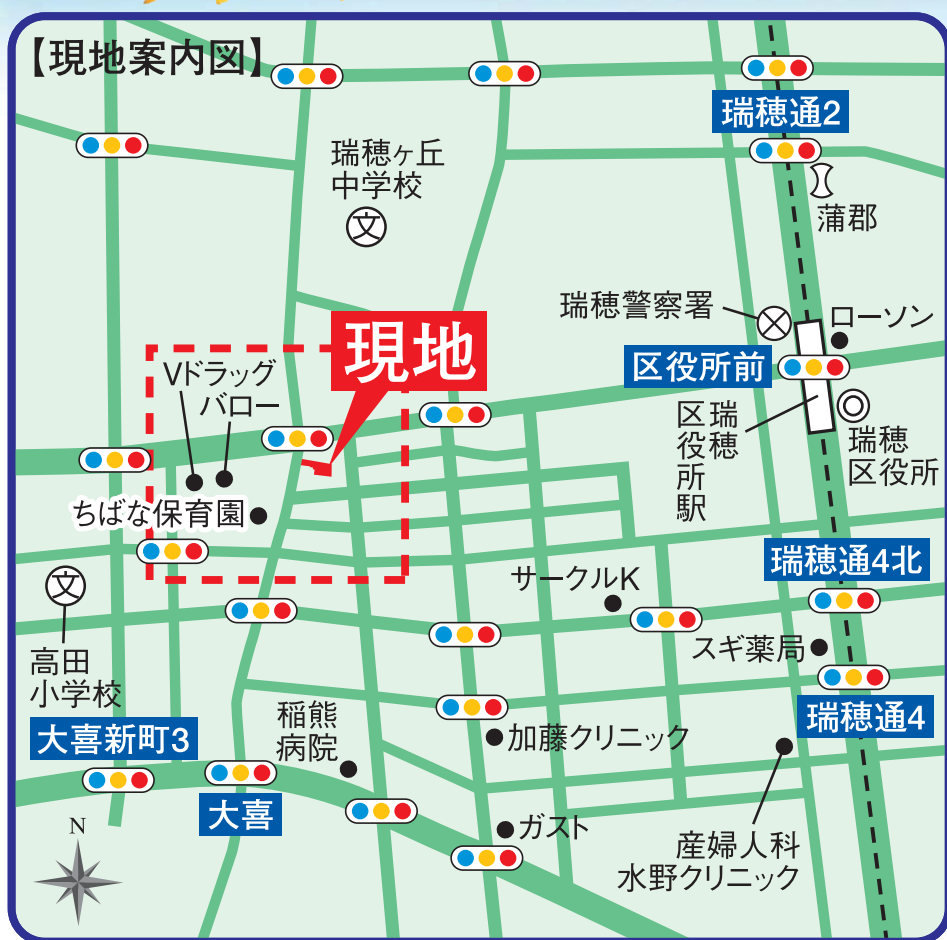 【現地案内図】
瑞穂通2
瑞穂ヶ丘
中学校
文
蒲郡
瑞穂警察署
ローソン
現地
区役所前
Vドラッグ
バロー
瑞穂
区役所駅
瑞穂
区役所
ちばな保育園
瑞穂通4北
サークルK
文
高田
小学校
スギ薬局
瑞穂通4
稲熊
病院
大喜新町3
加藤クリニック
大喜
ガスト
産婦人科
水野クリニック
N